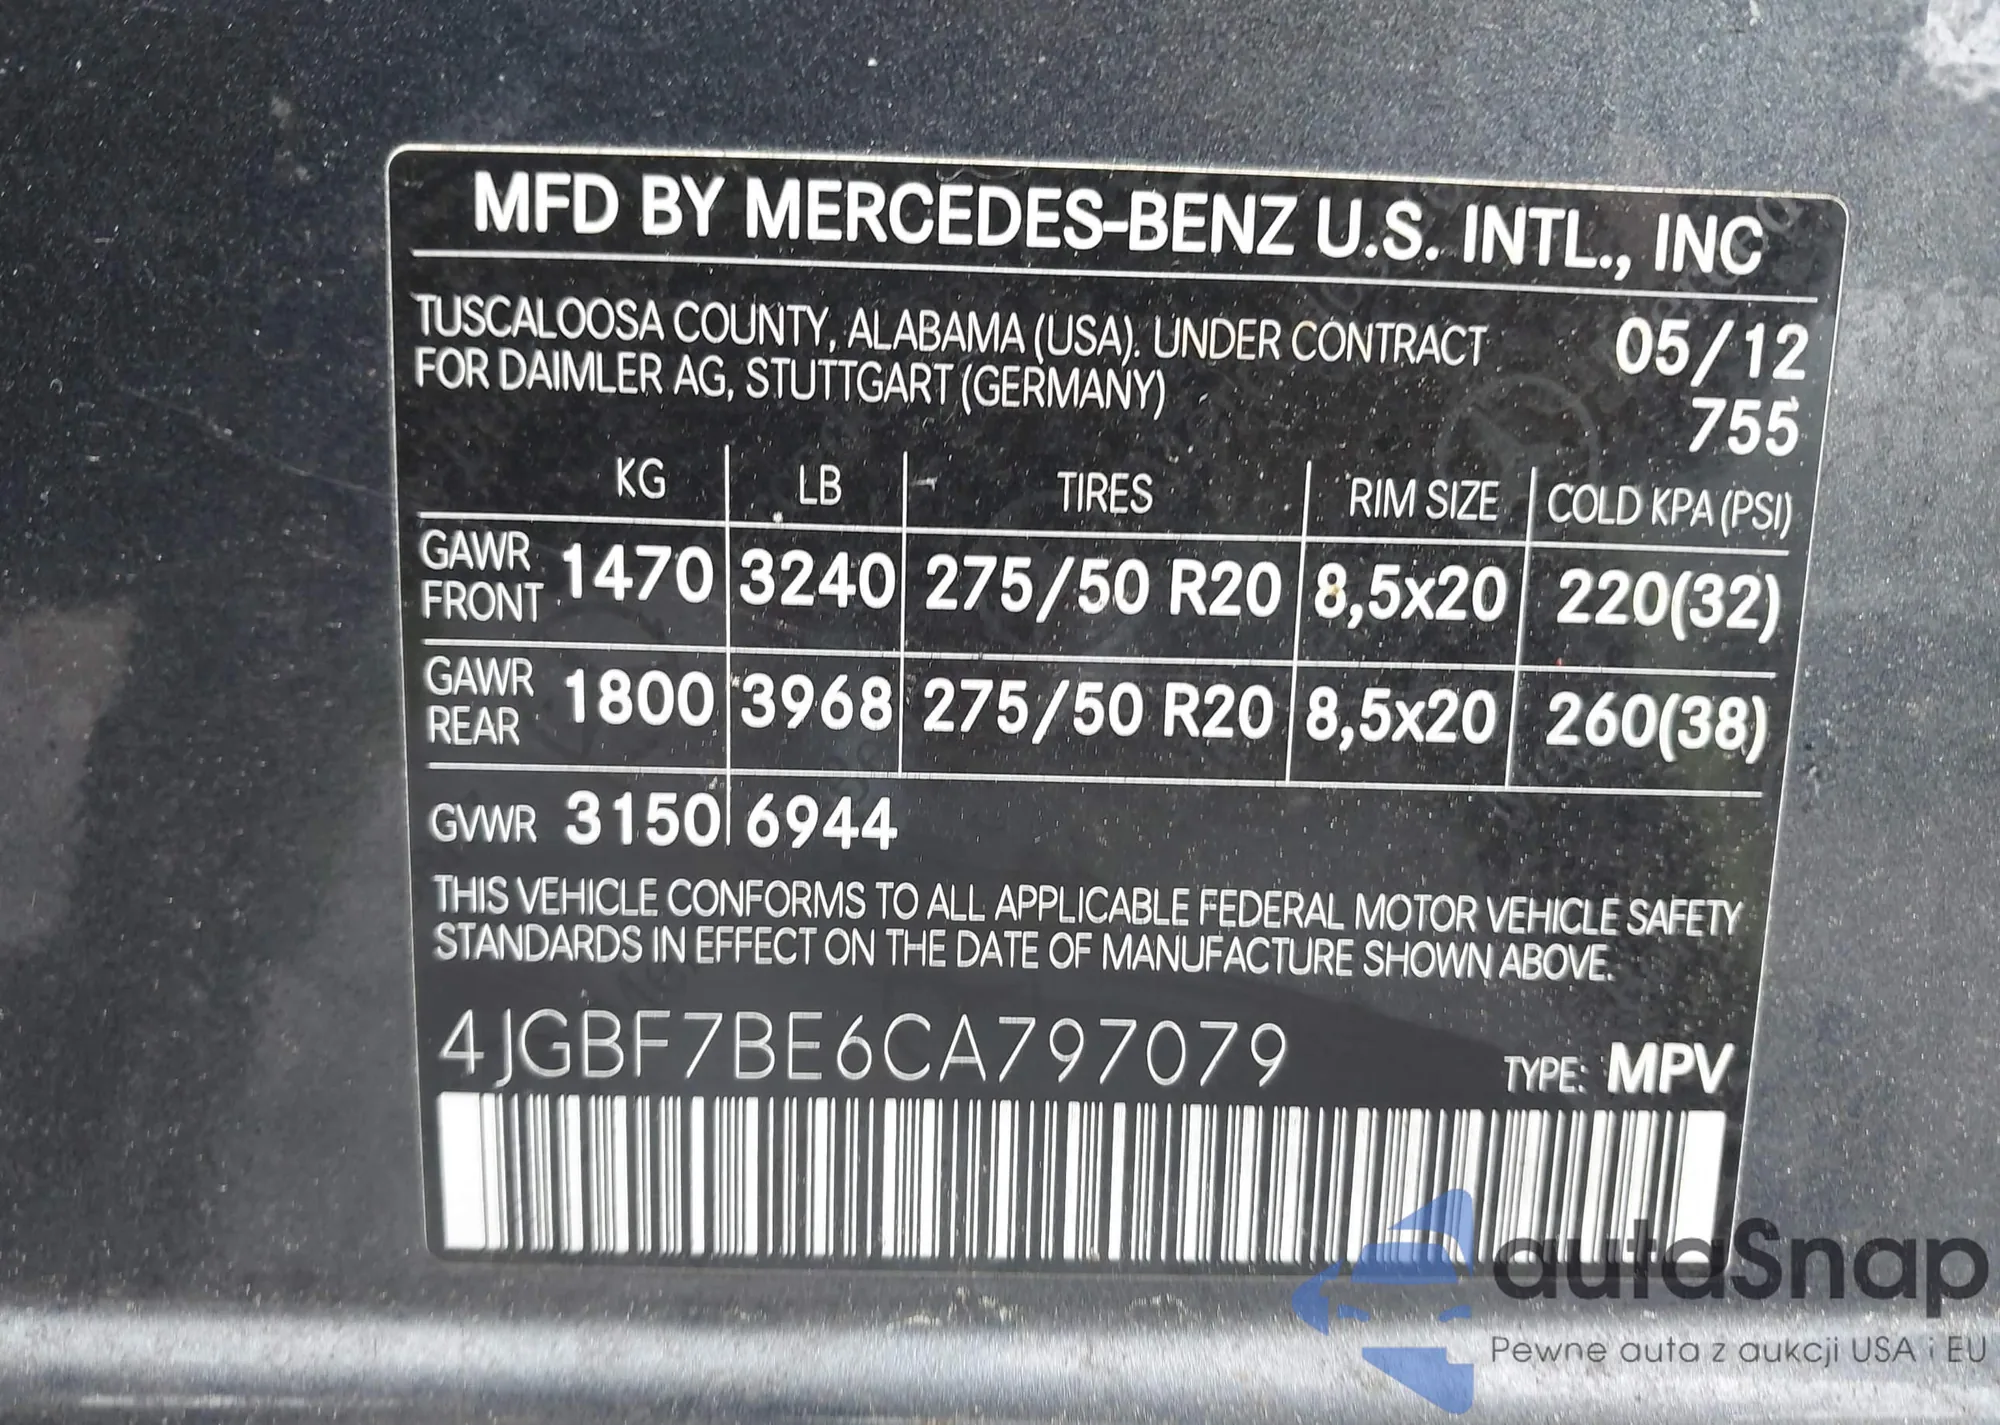 MFD BY MERCEDES-BENZ U.S. INTL., INC
TUSCALOOSA COUNTY, ALABAMA (USA). UNDER CONTRACT
FOR DAIMLER AG, STUTTGART (GERMANY)
05/12
755
KG LB TIRES RIM SIZE COLD KPA (PSI)
GAWR FRONT 1470 3240 275/50 R20 8,5x20 220(32)
GAWR REAR 1800 3968 275/50 R20 8,5x20 260(38)
GVWR 3150 6944
THIS VEHICLE CONFORMS TO ALL APPLICABLE FEDERAL MOTOR VEHICLE SAFETY
STANDARDS IN EFFECT ON THE DATE OF MANUFACTURE SHOWN ABOVE.
4JGBF7BE6CA797079
TYPE: MPV
autaSnap
Pewne auta z aukcji USA i EU